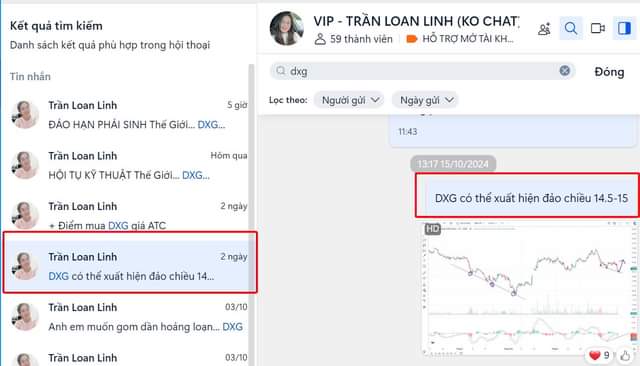 Kết quả tìm kiếm
Danh sách kết quả phù hợp trong hội thoại
Tin nhắn
Trần Loan Linh 5 giờ
ĐÁO HẠN PHÁI SINH Thế Giới... DXG...
Trần Loan Linh Hôm qua
HỘI TỤ KỸ THUẬT Thế Giới... DXG...
Trần Loan Linh 2 ngày
+ Điểm mua DXG giá ATC
Trần Loan Linh 2 ngày
DXG có thể xuất hiện đảo chiều 14...
Trần Loan Linh 03/10
Anh em muốn gom dần hoảng loạn... DXG
Trần Loan Linh 03/10
VIP - TRẦN LOAN LINH (KO CHAT)
59 thành viên HỖ TRỢ MỞ TÀI KH...
dxg
Đóng
Lọc theo: Người gửi Ngày gửi
11:43
13:17 15/10/2024
DXG có thể xuất hiện đảo chiều 14.5-15
HD
9